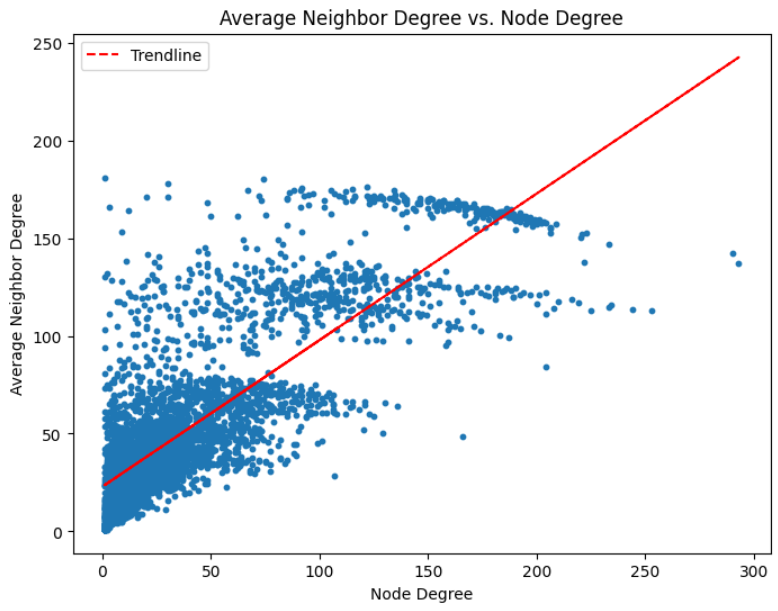 Average Neighbor Degree vs. Node Degree
250
200
150
100
50
0
Average Neighbor Degree
Trendline
0 50 100 150 200 250 300
Node Degree